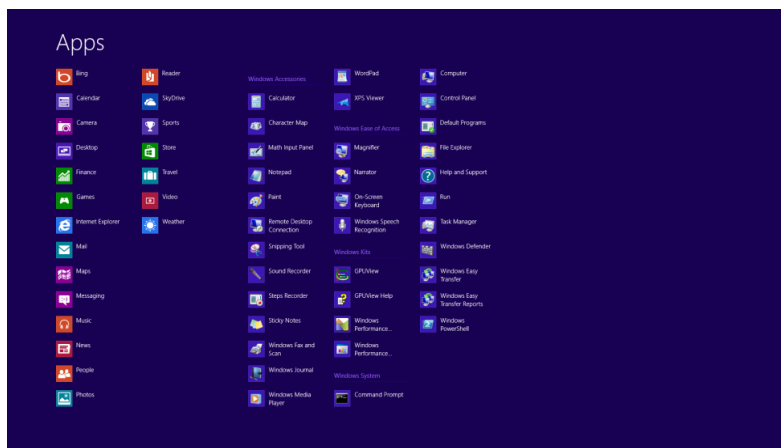 Apps
Bing
Calendar
Camera
Desktop
Finance
Games
Internet Explorer
Mail
Maps
Messaging
Music
News
People
Photos
Reader
SkyDrive
Sports
Store
Travel
Video
Weather
Windows Accessories
Calculator
Character Map
Math Input Panel
Notepad
Paint
Remote Desktop
Connection
Snipping Tool
Sound Recorder
Steps Recorder
Sticky Notes
Windows Fax and
Scan
Windows Journal
Windows Media
Player
WordPad
XPS Viewer
Windows Ease of Access
Magnifier
Narrator
On-Screen
Keyboard
Windows Speech
Recognition
Windows Kits
GPUView
GPUView Help
Windows
Performance...
Windows
Performance...
Windows System
Command Prompt
Computer
Control Panel
Default Programs
File Explorer
Help and Support
Run
Task Manager
Windows Defender
Windows Easy
Transfer
Windows Easy
Transfer Reports
Windows
PowerShell